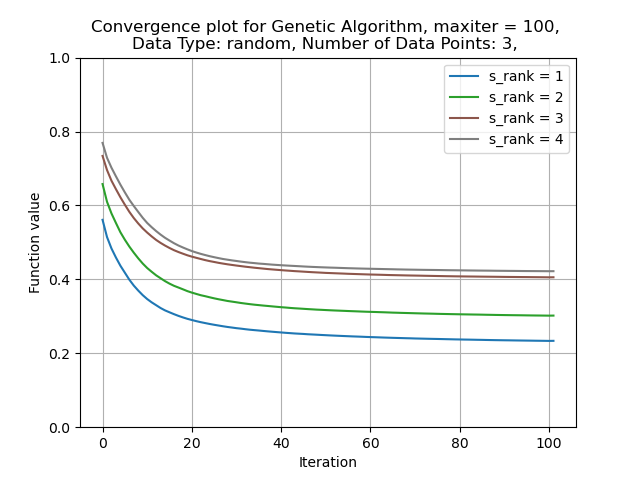 Convergence plot for Genetic Algorithm, maxiter = 100,
Data Type: random, Number of Data Points: 3,
1.0
0.8
0.6
0.4
0.2
0.0
Function value
s_rank = 1
s_rank = 2
s_rank = 3
s_rank = 4
0 20 40 60 80 100
Iteration